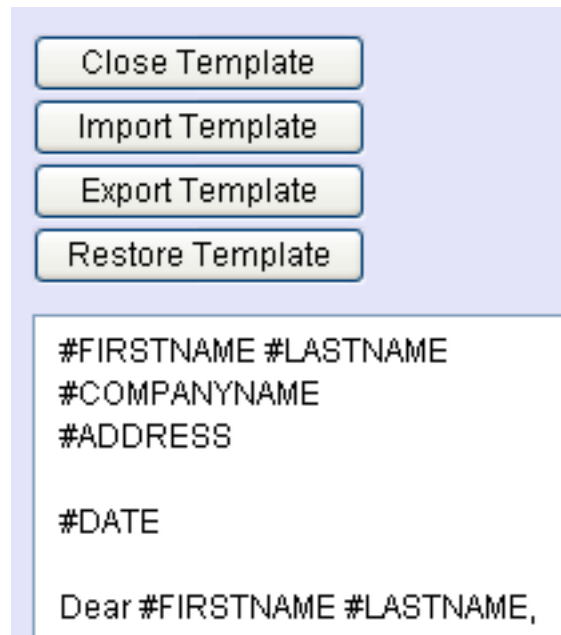 Close Template
Import Template
Export Template
Restore Template
#FIRSTNAME #LASTNAME
#COMPANYNAME
#ADDRESS
#DATE
Dear #FIRSTNAME #LASTNAME,